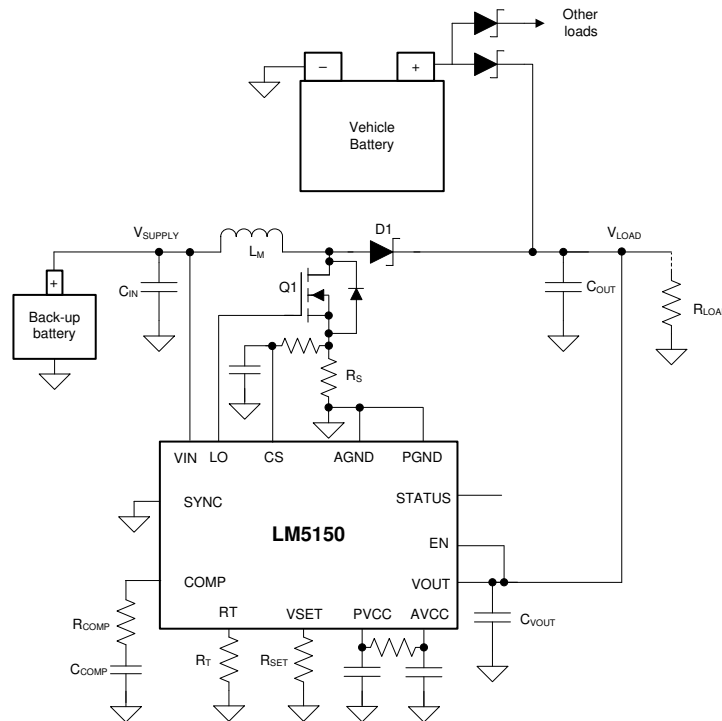 Other
loads
−
+
Vehicle
Battery
VSUPPLY
LM
D1
VLOAD
+
CIN
Q1
COUT
RLOA
Back-up
battery
RS
VIN LO CS AGND PGND
SYNC
STATUS
LM5150
EN
COMP
VOUT
RT VSET PVCC AVCC
RCOMP
CVOUT
RT
RSET
CCOMP